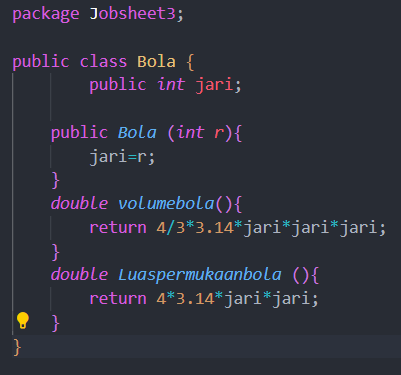 package Jobsheet3;
public class Bola {
public int jari;
public Bola (int r){
jari=r;
}
double volumebola(){
return 4/3*3.14*jari*jari*jari;
}
double Luaspermukaanbola (){
return 4*3.14*jari*jari;
}
}